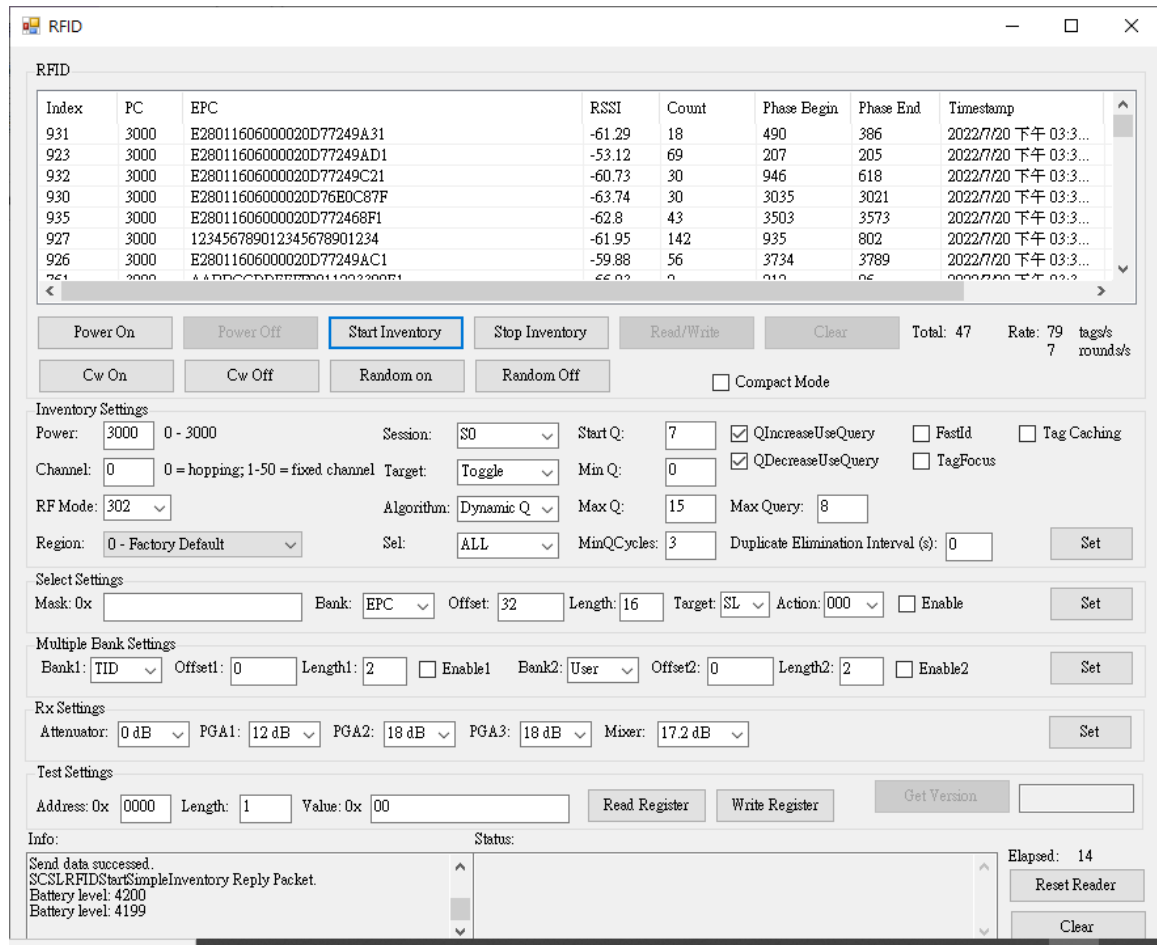 RFID
RFID
Index PC EPC RSSI Count Phase Begin Phase End Timestamp
931 3000 E28011606000020D77249A31 -61.29 18 490 386 2022/7/20 下午 03:3...
923 3000 E28011606000020D77249AD1 -53.12 69 207 205 2022/7/20 下午 03:3...
932 3000 E28011606000020D77249C21 -60.73 30 946 618 2022/7/20 下午 03:3...
930 3000 E28011606000020D76E0C87F -63.74 30 3035 3021 2022/7/20 下午 03:3...
935 3000 E28011606000020D772468F1 -62.8 43 3503 3573 2022/7/20 下午 03:3...
927 3000 123456789012345678901234 -61.95 142 935 802 2022/7/20 下午 03:3...
926 3000 E28011606000020D77249AC1 -59.88 56 3734 3789 2022/7/20 下午 03:3...
Power On Power Off Start Inventory Stop Inventory Read/Write Clear Total: 47 Rate: 79 tags/s
7 rounds/s
Cw On Cw Off Random on Random Off Compact Mode
Inventory Settings
Power: 3000 0 - 3000 Session: S0 Start Q: 7 QIncreaseUseQuery FastId Tag Caching
Channel: 0 0 = hopping; 1-50 = fixed channel Target: Toggle Min Q: 0 QDecreaseUseQuery TagFocus
RF Mode: 302 Algorithm: Dynamic Q Max Q: 15 Max Query: 8
Region: 0 - Factory Default Sel: ALL MinQCycles: 3 Duplicate Elimination Interval (s): 0 Set
Select Settings
Mask: 0x Bank: EPC Offset: 32 Length: 16 Target: SL Action: 000 Enable Set
Multiple Bank Settings
Bank1: TID Offset1: 0 Length1: 2 Enable1 Bank2: User Offset2: 0 Length2: 2 Enable2 Set
Rx Settings
Attenuator: 0 dB PGA1: 12 dB PGA2: 18 dB PGA3: 18 dB Mixer: 17.2 dB Set
Test Settings
Address: 0x 0000 Length: 1 Value: 0x 00 Read Register Write Register Get Version
Info: Status:
Send data successed.
SCSLRFIDStartSimpleInventory Reply Packet.
Battery level: 4200
Battery level: 4199
Elapsed: 14
Reset Reader
Clear